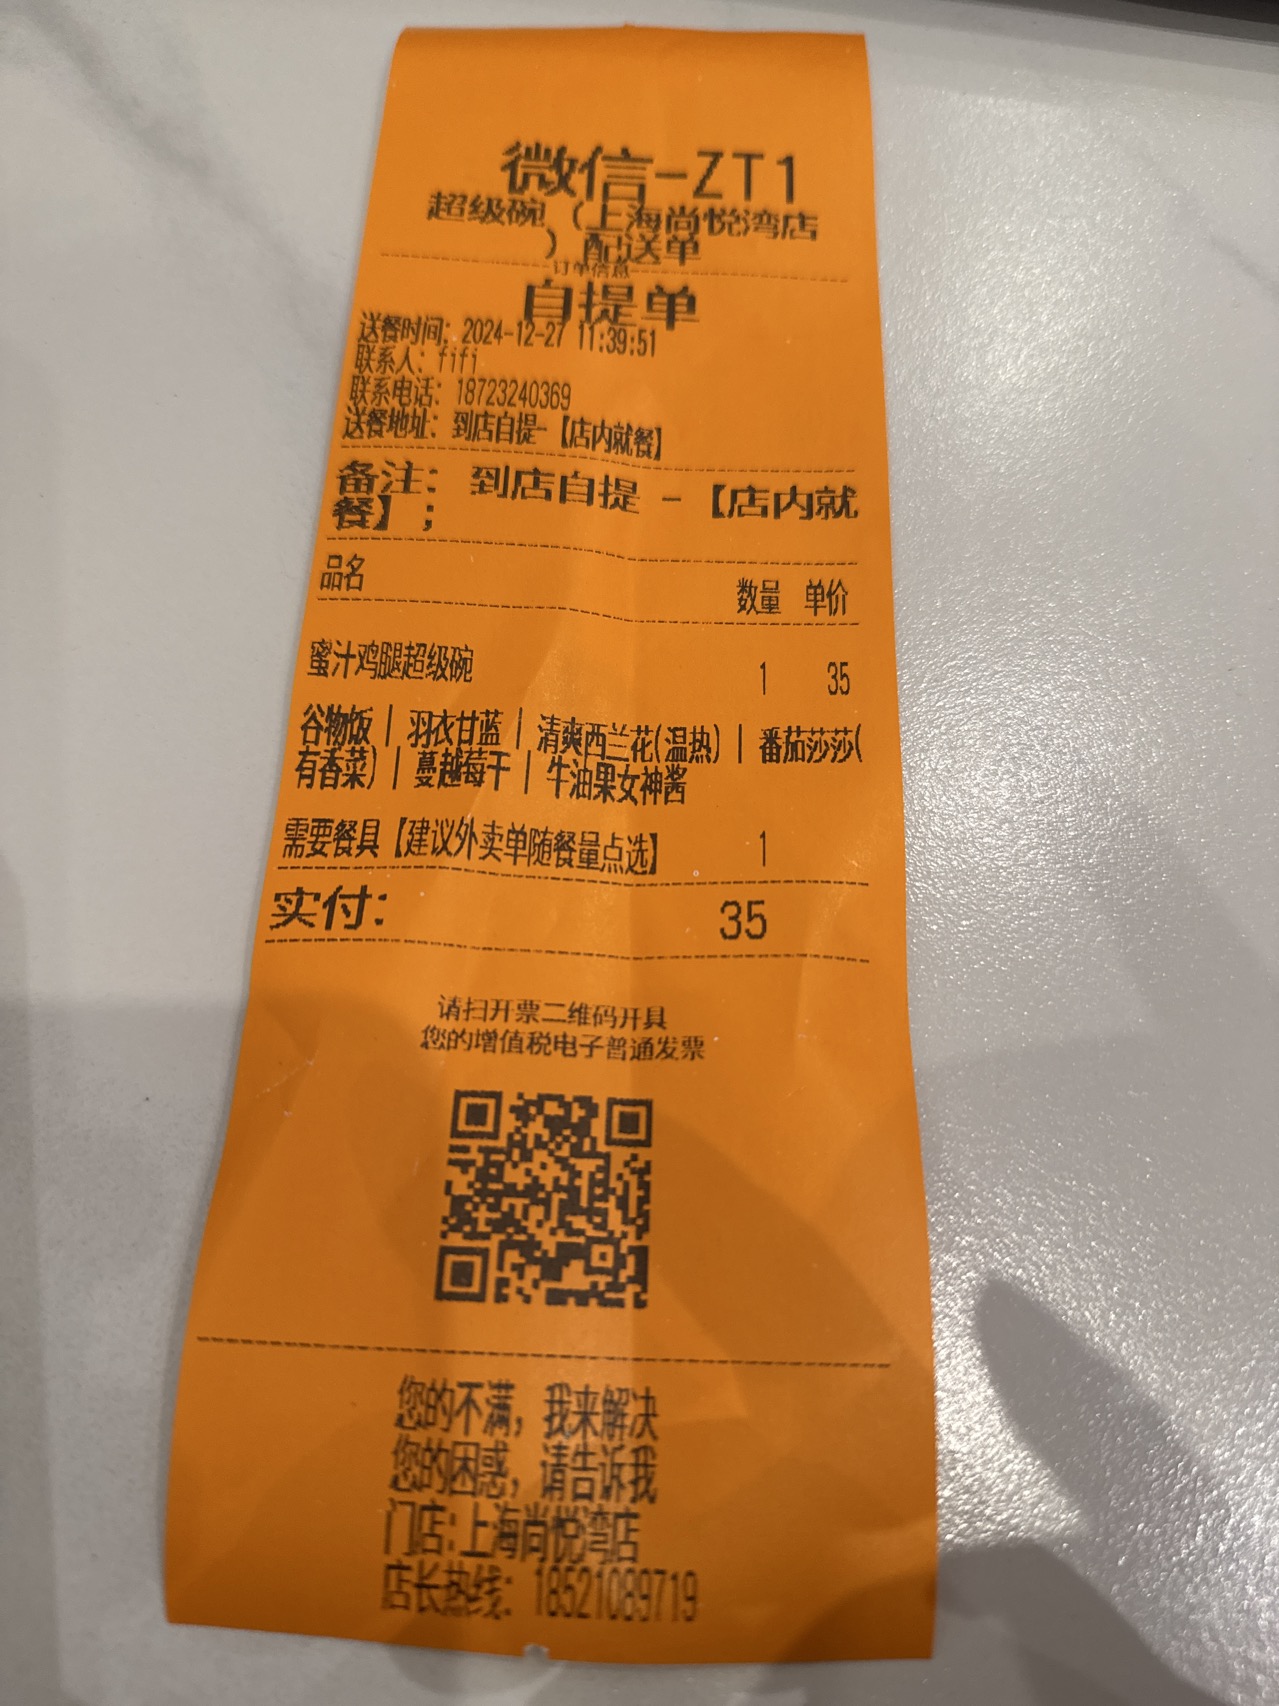 微信-ZT1
超级碗（上海尚悦湾店
）配送单
订单信息
自提单
送餐时间：2024-12-27 11:39:51
联系人：fifi
联系电话：18723240369
送餐地址：到店自提-【店内就餐】
备注：到店自提 -【店内就
餐】；
品名 数量 单价
蜜汁鸡腿超级碗 1 35
谷物饭 | 羽衣甘蓝 | 清爽西兰花(温热) | 番茄莎莎(
有香菜) | 蔓越莓干 | 牛油果女神酱
需要餐具【建议外卖单随餐量点选】 1
实付： 35
请扫开票二维码开具
您的增值税电子普通发票
您的不满，我来解决
您的困惑，请告诉我
门店:上海尚悦湾店
店长热线：18521089719